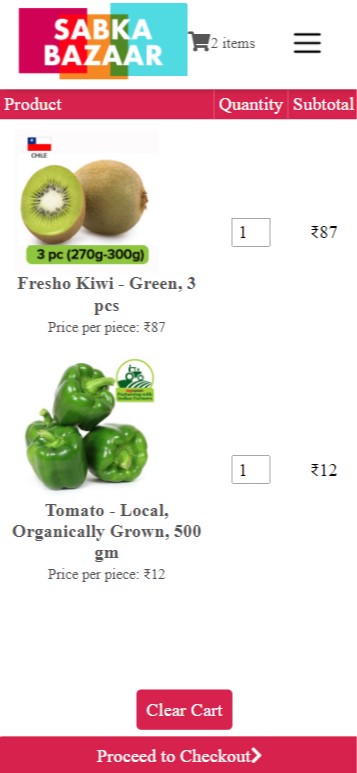 SABKA
BAZAAR
2 items
Product Quantity Subtotal
CHILE
3 pc (270g-300g)
1 ₹87
Fresho Kiwi - Green, 3
pcs
Price per piece: ₹87
1 ₹12
Tomato - Local,
Organically Grown, 500
gm
Price per piece: ₹12
Clear Cart
Proceed to Checkout